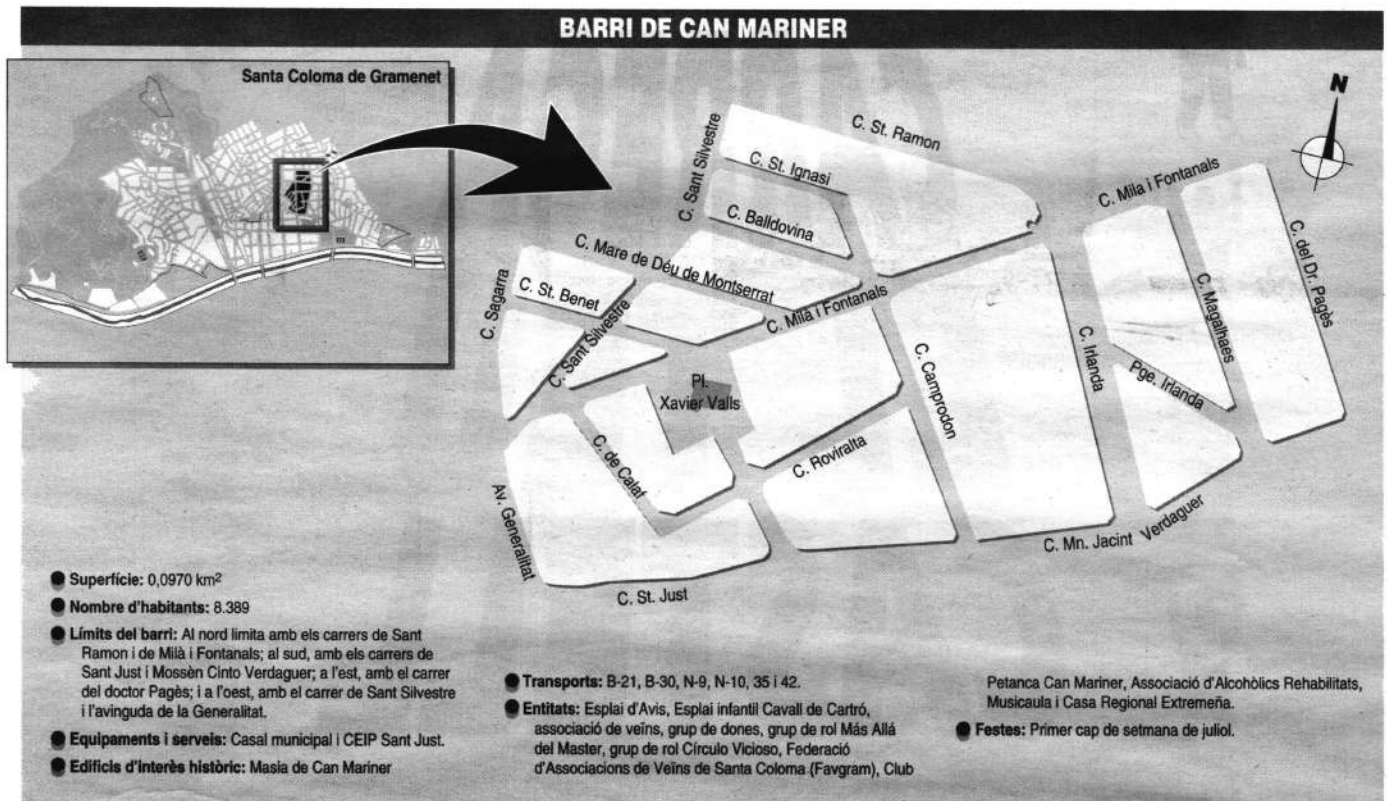 BARRI DE CAN MARINER
Santa Coloma de Gramenet
N
C. St. Ramon
C. Sant Silvestre
C. St. Ignasi
C. Balldovina
C. Mila i Fontanals
C. Mare de Déu de Montserrat
C. Sagarra
C. St. Benet
C. Sant Silvestre
C. Milà i Fontanals
C. del Dr. Pagès
C. Magalhaes
C. Irlanda
Pge. Irlanda
Pl.
Xavier Valls
C. Camprodon
C. Roviralta
C. de Calaf
Av. Generalitat
C. Mn. Jacint Verdaguer
C. St. Just
Superfície: 0,0970 km²
Nombre d'habitants: 8.389
Límits del barri: Al nord limita amb els carrers de Sant
Ramon i de Milà i Fontanals; al sud, amb els carrers de
Sant Just i Mossèn Cinto Verdaguer; a l'est, amb el carrer
del doctor Pagès; i a l'oest, amb el carrer de Sant Silvestre
i l'avinguda de la Generalitat.
Equipaments i serveis: Casal municipal i CEIP Sant Just.
Edificis d'interès històric: Masia de Can Mariner
Transports: B-21, B-30, N-9, N-10, 35 i 42.
Entitats: Esplai d'Avis, Esplai infantil Cavall de Cartró,
associació de veïns, grup de dones, grup de rol Más Allá
del Master, grup de rol Círculo Vicioso, Federació
d'Associacions de Veïns de Santa Coloma (Favgram), Club
Petanca Can Mariner, Associació d'Alcohòlics Rehabilitats,
Musicaula i Casa Regional Extremeña.
Festes: Primer cap de setmana de juliol.